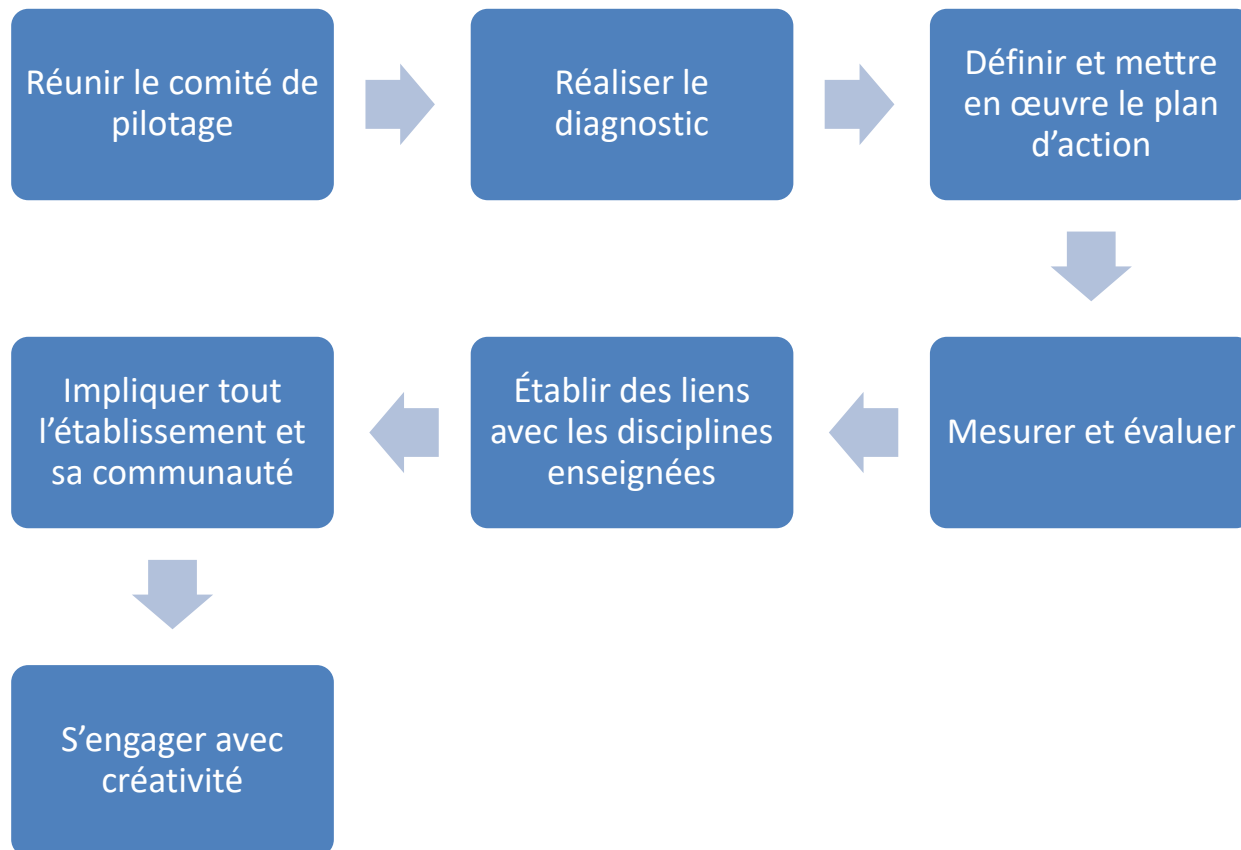 Réunir le comité de
pilotage
Réaliser le
diagnostic
Définir et mettre
en œuvre le plan
d’action
Mesurer et évaluer
Établir des liens
avec les disciplines
enseignées
Impliquer tout
l’établissement et
sa communauté
S’engager avec
créativité